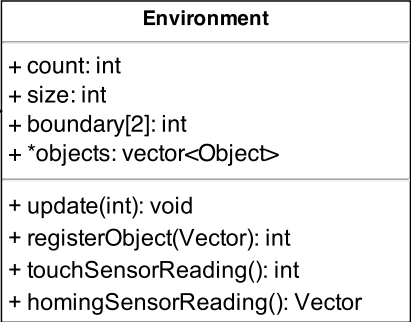 Environment
+ count: int
+ size: int
+ boundary[2]: int
+ *objects: vector<Object>
+ update(int): void
+ registerObject(Vector): int
+ touchSensorReading(): int
+ homingSensorReading(): Vector